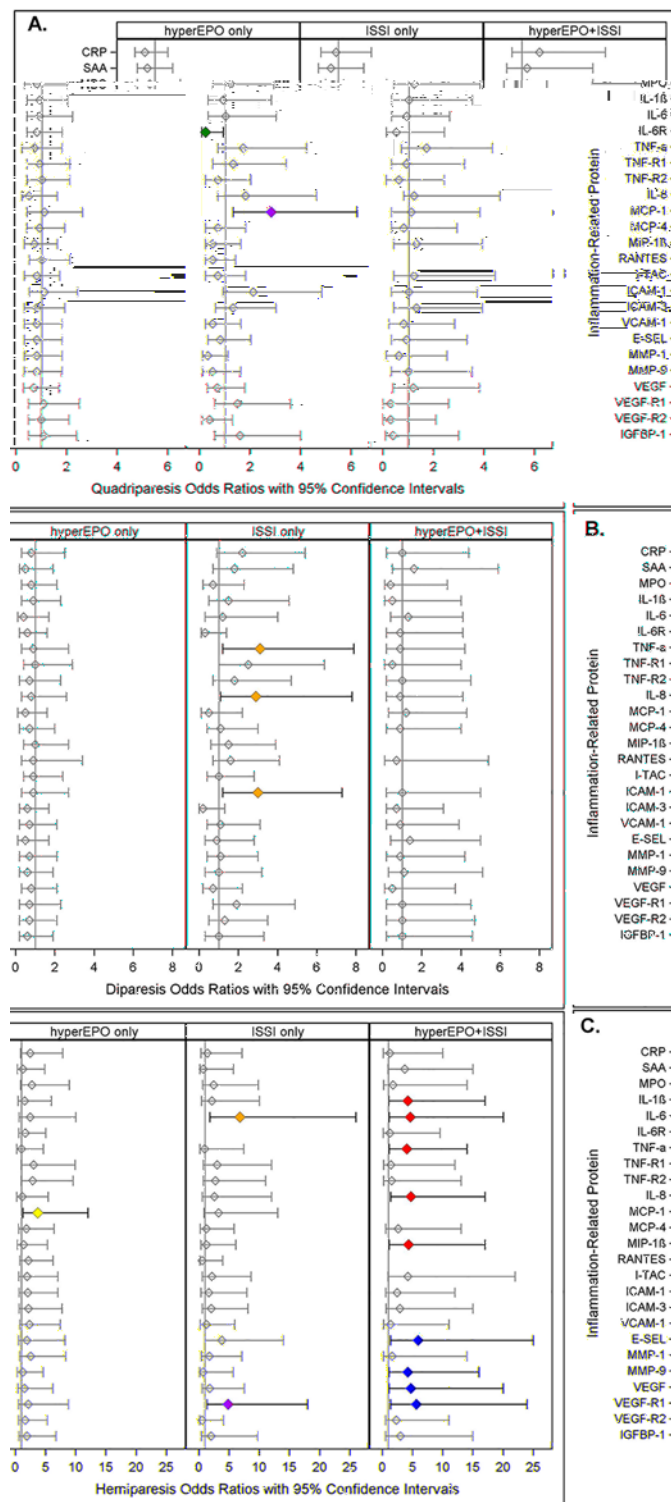 A.
hyperEPO only ISSI only hyperEPO+ISSI
CRP
SAA
MPO
IL-1ß
IL-6
IL-6R
TNF-a
TNF-R1
TNF-R2
IL-8
MCP-1
MCP-4
MIP-1ß
RANTES
I-TAC
ICAM-1
ICAM-3
VCAM-1
E-SEL
MMP-1
MMP-9
VEGF
VEGF-R1
VEGF-R2
IGFBP-1
Inflammation-Related Protein
0 2 4 6 0 2 4 6 0 2 4 6
Quadriparesis Odds Ratios with 95% Confidence Intervals
B.
hyperEPO only ISSI only hyperEPO+ISSI
CRP
SAA
MPO
IL-1ß
IL-6
IL-6R
TNF-a
TNF-R1
TNF-R2
IL-8
MCP-1
MCP-4
MIP-1ß
RANTES
I-TAC
ICAM-1
ICAM-3
VCAM-1
E-SEL
MMP-1
MMP-9
VEGF
VEGF-R1
VEGF-R2
IGFBP-1
Inflammation-Related Protein
0 2 4 6 8 0 2 4 6 8 0 2 4 6 8
Diparesis Odds Ratios with 95% Confidence Intervals
C.
hyperEPO only ISSI only hyperEPO+ISSI
CRP
SAA
MPO
IL-1ß
IL-6
IL-6R
TNF-a
TNF-R1
TNF-R2
IL-8
MCP-1
MCP-4
MIP-1ß
RANTES
I-TAC
ICAM-1
ICAM-3
VCAM-1
E-SEL
MMP-1
MMP-9
VEGF
VEGF-R1
VEGF-R2
IGFBP-1
Inflammation-Related Protein
0 5 10 15 20 25 0 5 10 15 20 25 0 5 10 15 20 25
Hemiparesis Odds Ratios with 95% Confidence Intervals